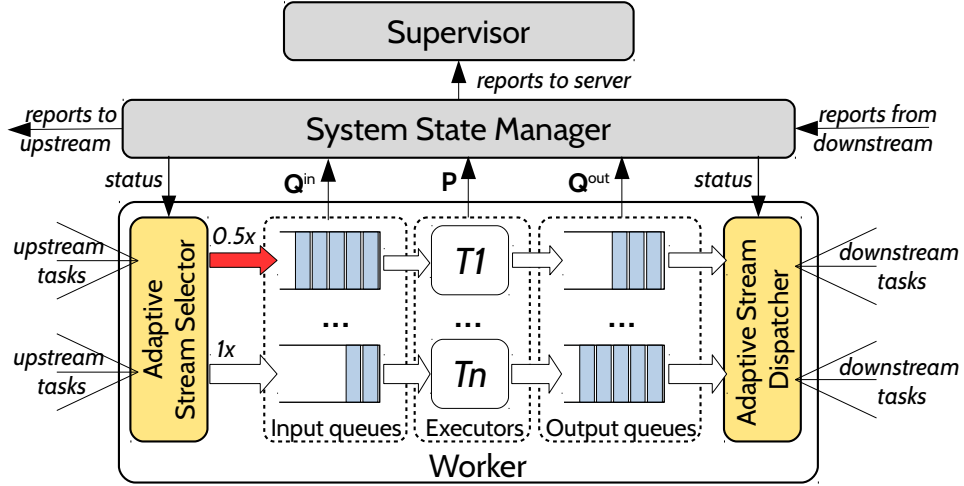 Supervisor
reports to server
reports to
upstream
System State Manager
reports from
downstream
status
Q^in
P
Q^out
status
upstream
tasks
0.5x
T1
downstream
tasks
Adaptive
Stream Selector
...
...
...
Adaptive Stream
Dispatcher
upstream
tasks
1x
Tn
downstream
tasks
Input queues
Executors
Output queues
Worker